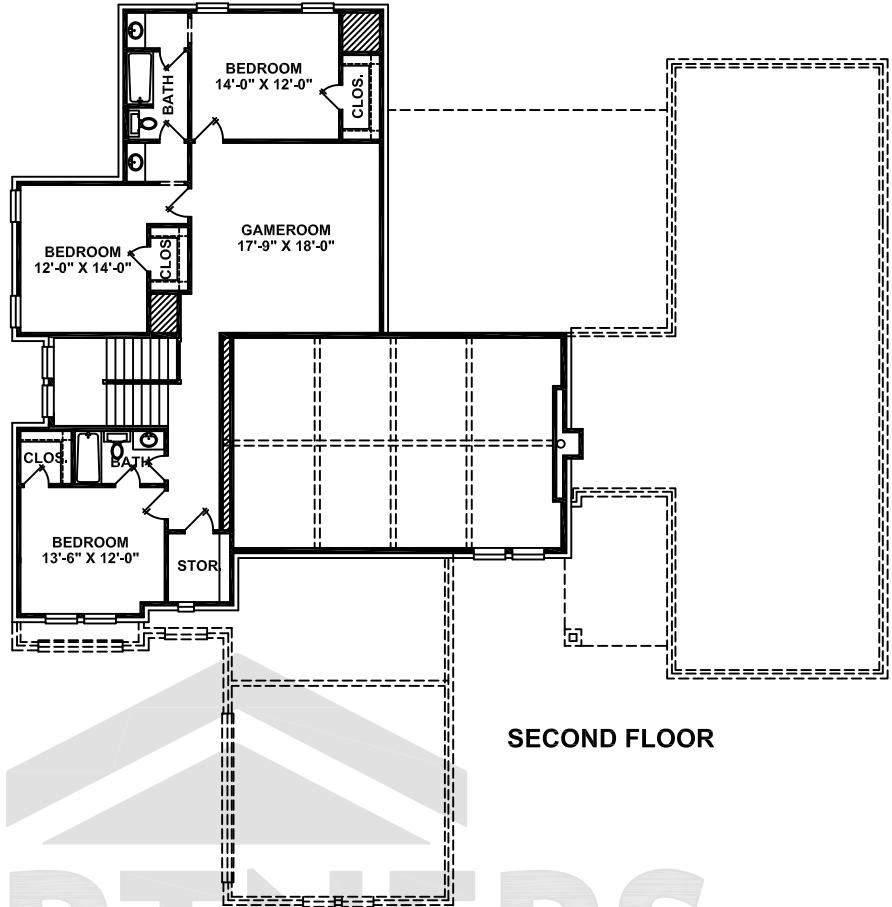 BEDROOM
14'-0" X 12'-0"
BATH
CLOS.
GAMEROOM
17'-9" X 18'-0"
BEDROOM
12'-0" X 14'-0"
CLOS.
CLOS.
BATH
BEDROOM
13'-6" X 12'-0"
STOR.
SECOND FLOOR
RTNERS